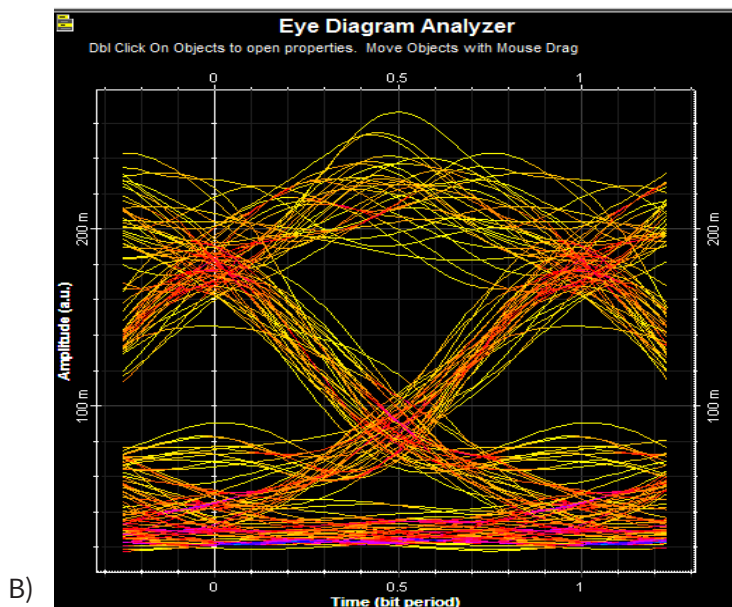 Eye Diagram Analyzer
Dbl Click On Objects to open properties. Move Objects with Mouse Drag
0 0.5 1
200 m 200 m
Amplitude (a.u.)
100 m 100 m
0 0.5 1
B)
Time (bit period)